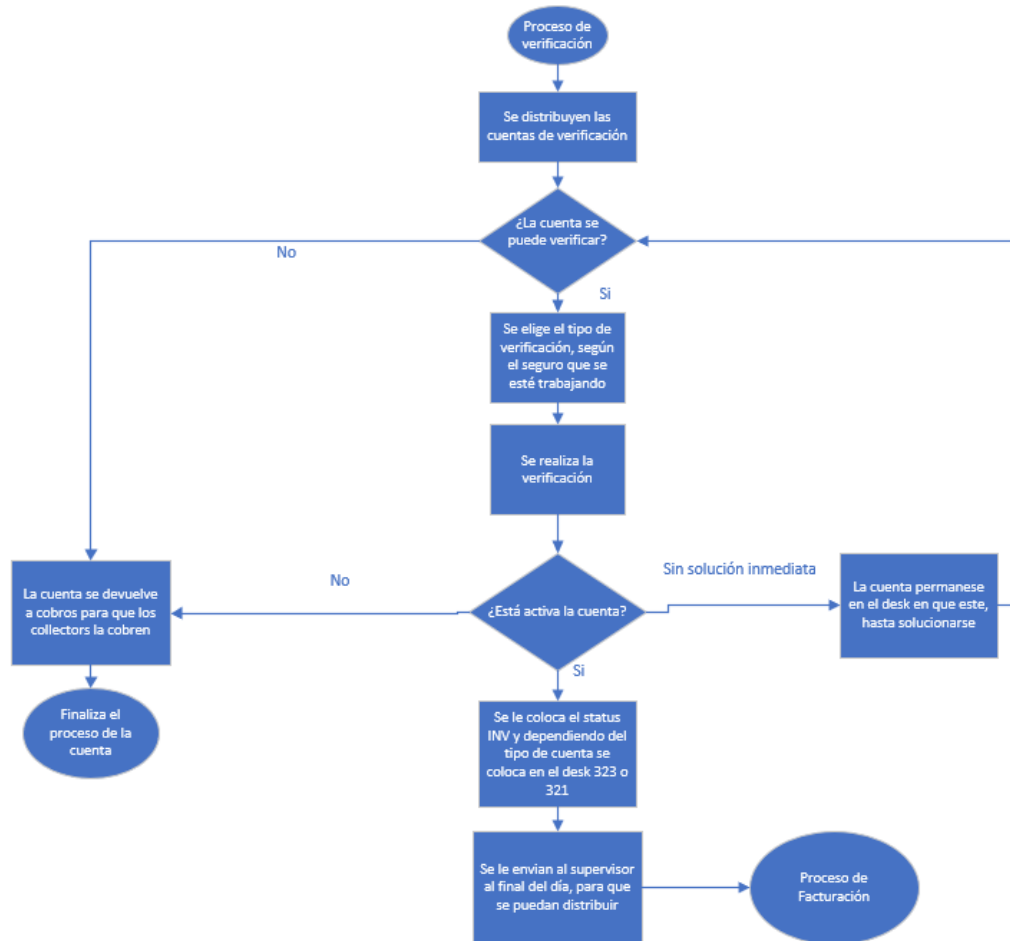 Proceso de
verificación
Se distribuyen las
cuentas de verificación
¿La cuenta se
puede verificar?
No
Si
Se elige el tipo de
verificación, según
el seguro que se
esté trabajando
Se realiza la
verificación
¿Está activa la cuenta?
No
Sin solución inmediata
La cuenta se devuelve
a cobros para que los
collectors la cobren
La cuenta permanese
en el desk en que este,
hasta solucionarse
Si
Finaliza el
proceso de la
cuenta
Se le coloca el status
INV y dependiendo del
tipo de cuenta se
coloca en el desk 323 o
321
Se le envian al supervisor
al final del día, para que
se puedan distribuir
Proceso de
Facturación